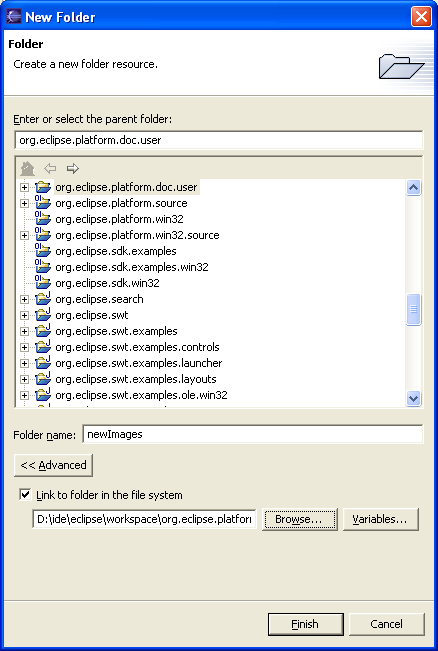 New Folder
Folder
Create a new folder resource.
Enter or select the parent folder:
org.eclipse.platform.doc.user
org.eclipse.platform.doc.user
org.eclipse.platform.source
org.eclipse.platform.win32
org.eclipse.platform.win32.source
org.eclipse.sdk.examples
org.eclipse.sdk.examples.win32
org.eclipse.sdk.win32
org.eclipse.search
org.eclipse.swt
org.eclipse.swt.examples
org.eclipse.swt.examples.controls
org.eclipse.swt.examples.launcher
org.eclipse.swt.examples.layouts
org.eclipse.swt.examples.ole.win32
Folder name: newImages
<< Advanced
Link to folder in the file system
D:\ide\eclipse\workspace\org.eclipse.platforr Browse... Variables...
Finish Cancel